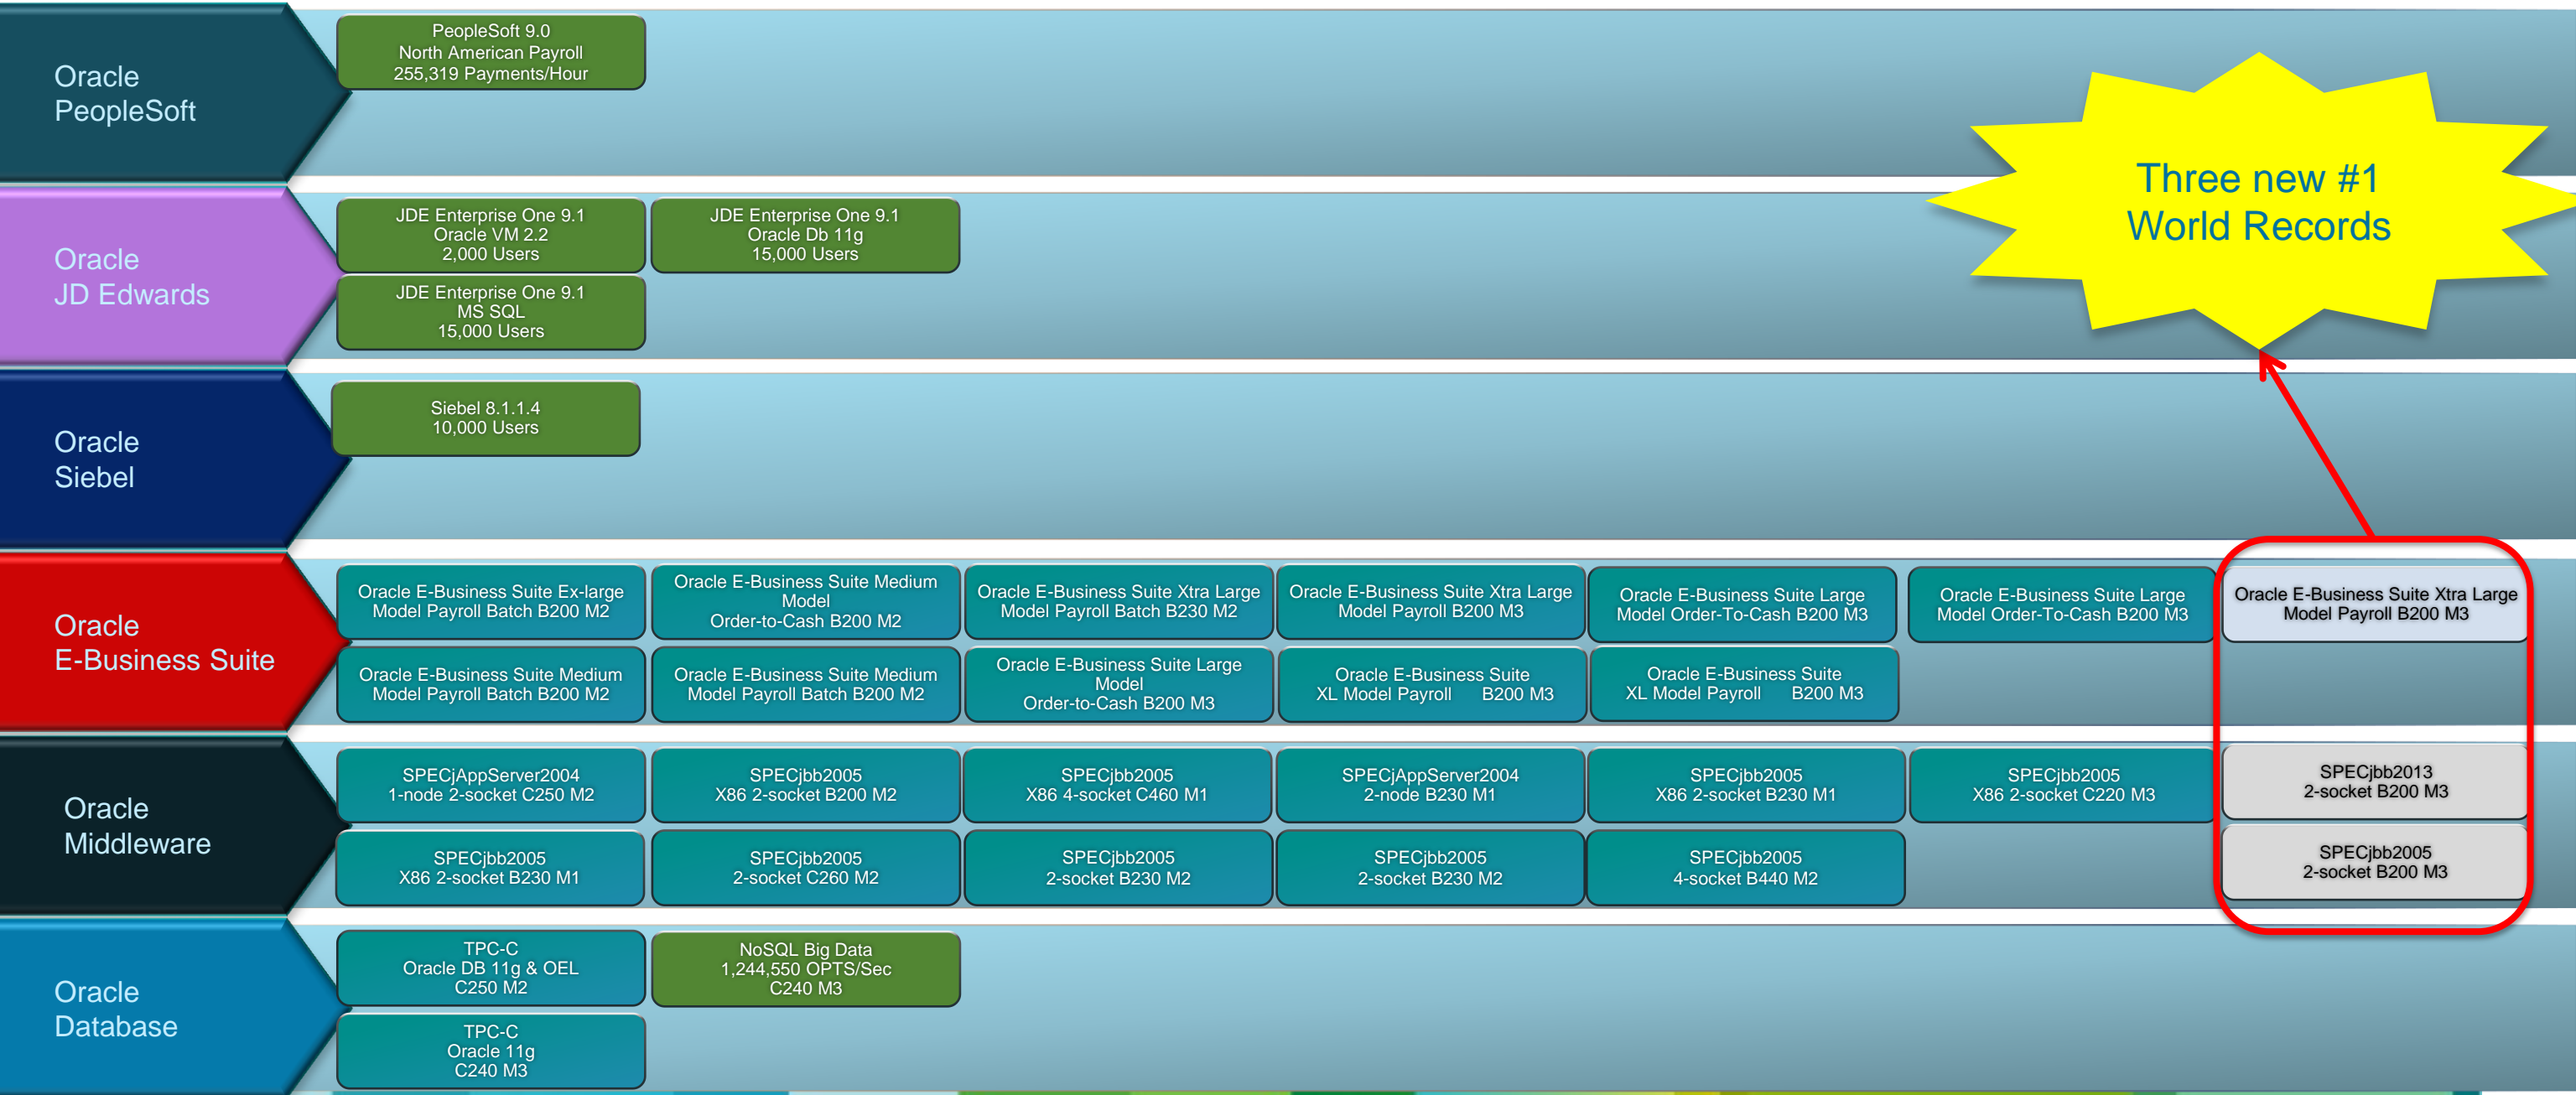 Oracle
PeopleSoft
PeopleSoft 9.0
North American Payroll
255,319 Payments/Hour
Three new #1
World Records
Oracle
JD Edwards
JDE Enterprise One 9.1
Oracle VM 2.2
2,000 Users
JDE Enterprise One 9.1
Oracle Db 11g
15,000 Users
JDE Enterprise One 9.1
MS SQL
15,000 Users
Oracle
Siebel
Siebel 8.1.1.4
10,000 Users
Oracle
E-Business Suite
Oracle E-Business Suite Ex-large
Model Payroll Batch B200 M2
Oracle E-Business Suite Medium
Model
Order-to-Cash B200 M2
Oracle E-Business Suite Xtra Large
Model Payroll Batch B230 M2
Oracle E-Business Suite Xtra Large
Model Payroll B200 M3
Oracle E-Business Suite Large
Model Order-To-Cash B200 M3
Oracle E-Business Suite Large
Model Order-To-Cash B200 M3
Oracle E-Business Suite Xtra Large
Model Payroll B200 M3
Oracle E-Business Suite Medium
Model Payroll Batch B200 M2
Oracle E-Business Suite Medium
Model Payroll Batch B200 M2
Oracle E-Business Suite Large
Model
Order-to-Cash B200 M3
Oracle E-Business Suite
XL Model Payroll B200 M3
Oracle E-Business Suite
XL Model Payroll B200 M3
Oracle
Middleware
SPECjAppServer2004
1-node 2-socket C250 M2
SPECjbb2005
X86 2-socket B200 M2
SPECjbb2005
X86 4-socket C460 M1
SPECjAppServer2004
2-node B230 M1
SPECjbb2005
X86 2-socket B230 M1
SPECjbb2005
X86 2-socket C220 M3
SPECjbb2013
2-socket B200 M3
SPECjbb2005
X86 2-socket B230 M1
SPECjbb2005
2-socket C260 M2
SPECjbb2005
2-socket B230 M2
SPECjbb2005
2-socket B230 M2
SPECjbb2005
4-socket B440 M2
SPECjbb2005
2-socket B200 M3
Oracle
Database
TPC-C
Oracle DB 11g & OEL
C250 M2
NoSQL Big Data
1,244,550 OPTS/Sec
C240 M3
TPC-C
Oracle 11g
C240 M3